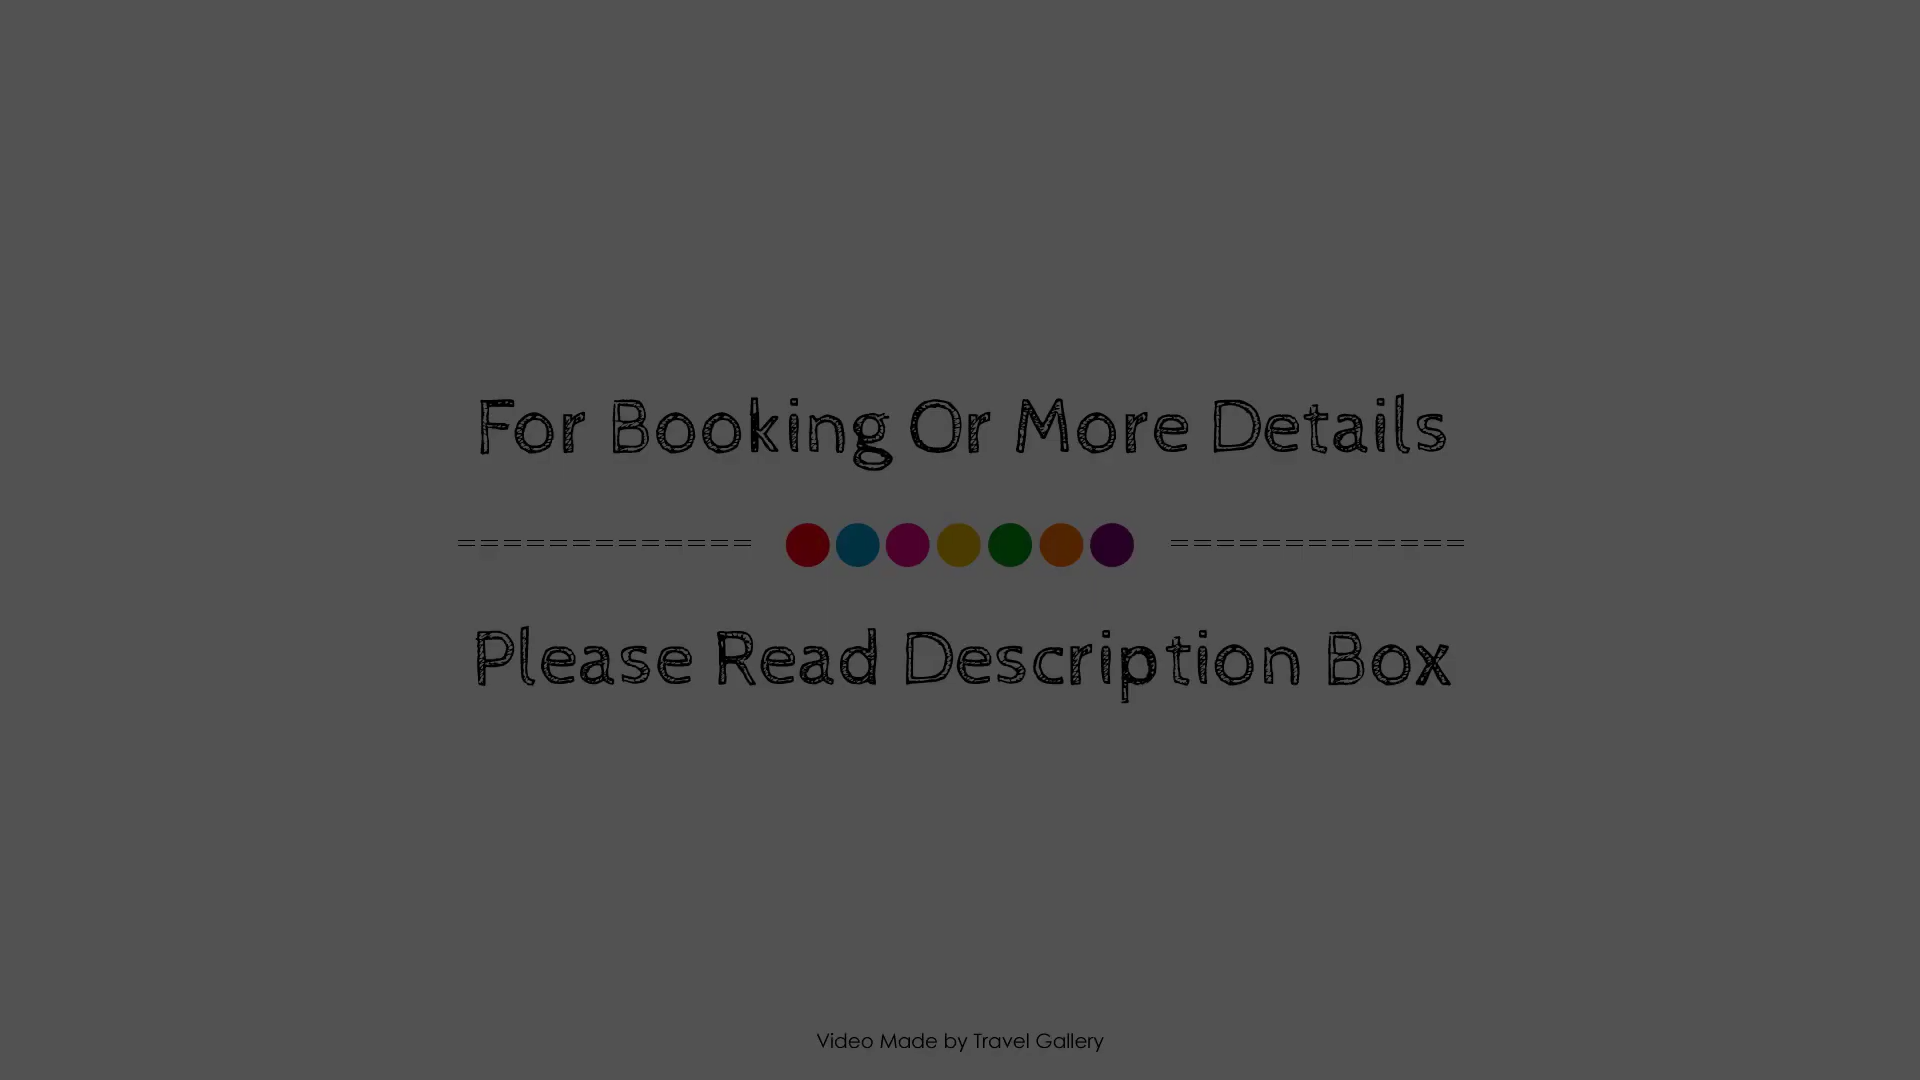 For Booking Or More Details
============= =============
Please Read Description Box
Video Made by Travel Gallery